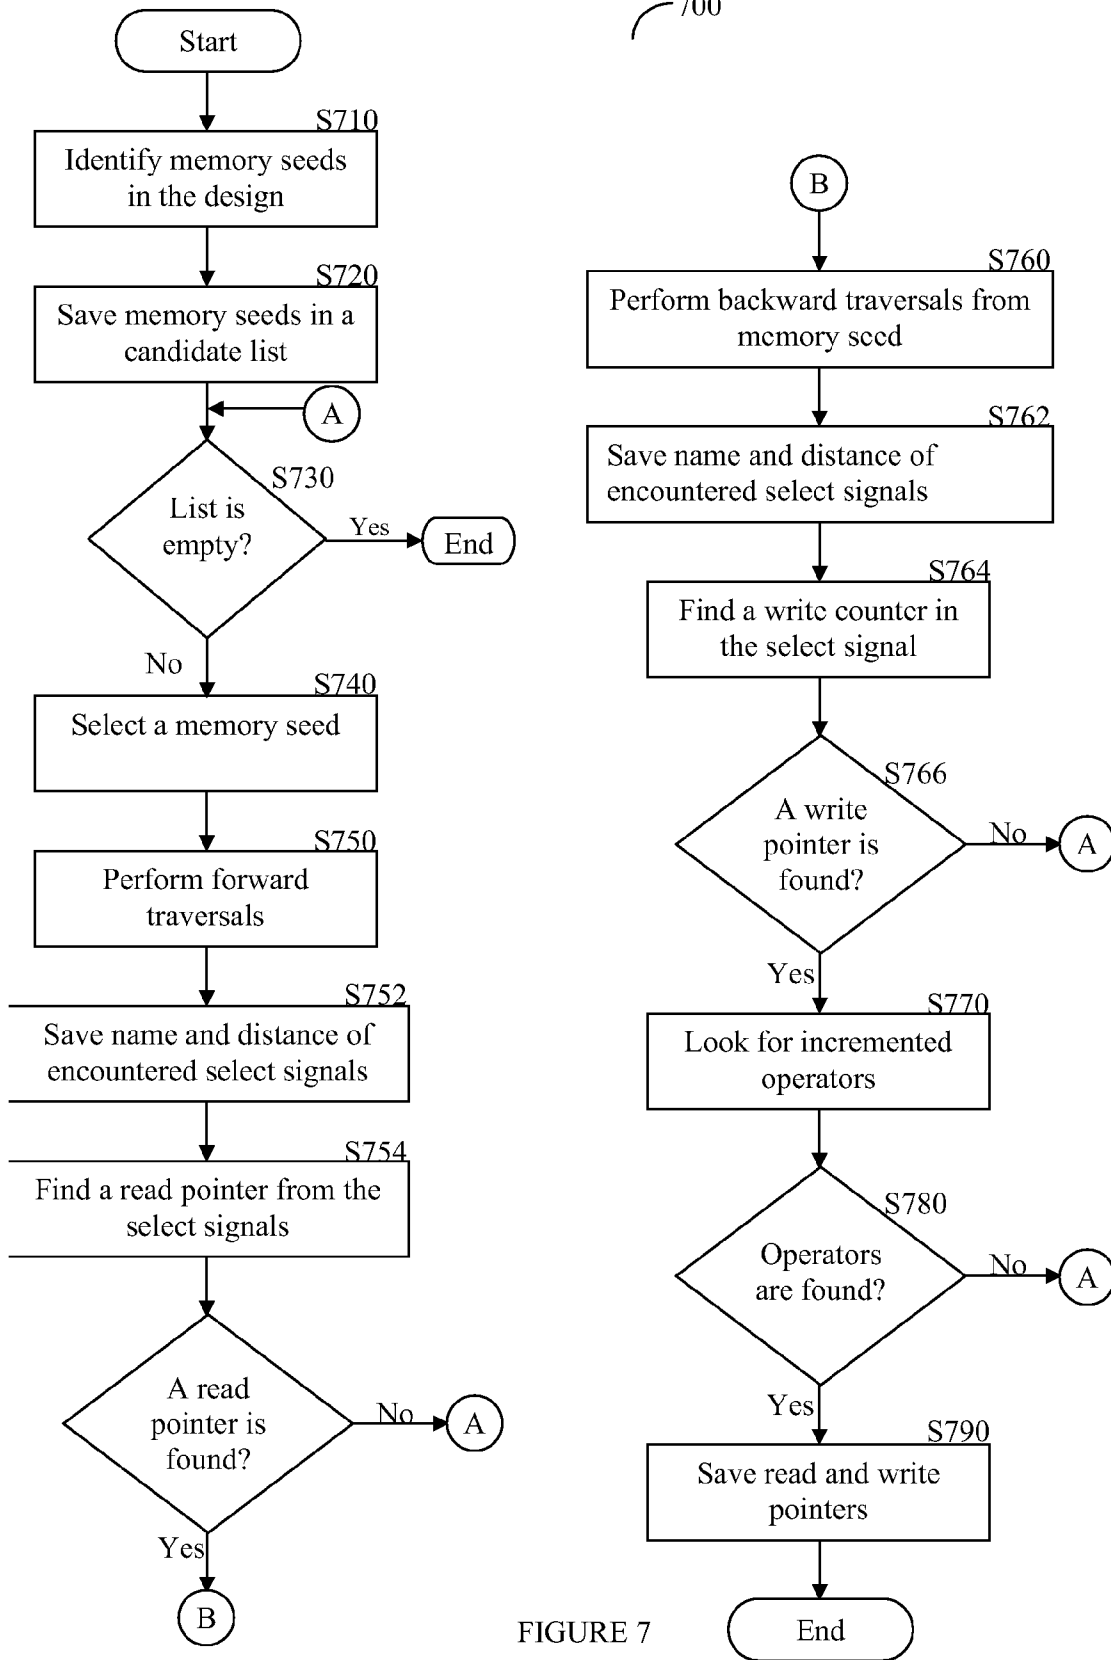 700
Start
S710
Identify memory seeds
in the design
S720
Save memory seeds in a
candidate list
A
S730
List is
empty?
Yes
End
No
S740
Select a memory seed
S750
Perform forward
traversals
S752
Save name and distance of
encountered select signals
S754
Find a read pointer from the
select signals
A read
pointer is
found?
No
A
Yes
B
B
S760
Perform backward traversals from
memory seed
S762
Save name and distance of
encountered select signals
S764
Find a write counter in
the select signal
S766
A write
pointer is
found?
No
A
Yes
S770
Look for incremented
operators
S780
Operators
are found?
No
A
Yes
S790
Save read and write
pointers
End
FIGURE 7